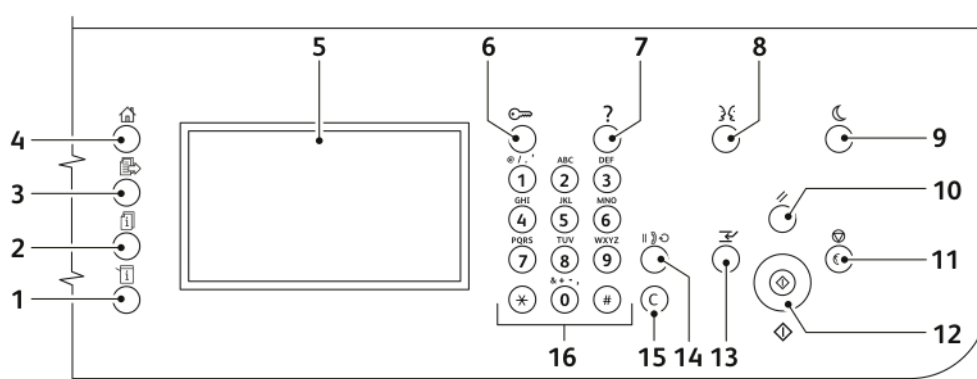 5 6 7 8
4 ? 9
@ / . ' ABC DEF
3 1 2 3
GHI JKL MNO 10
4 5 6
2 PQRS TUV WXYZ
7 8 9 11
1 & + - ,
* 0 # C 12
16 15 14 13